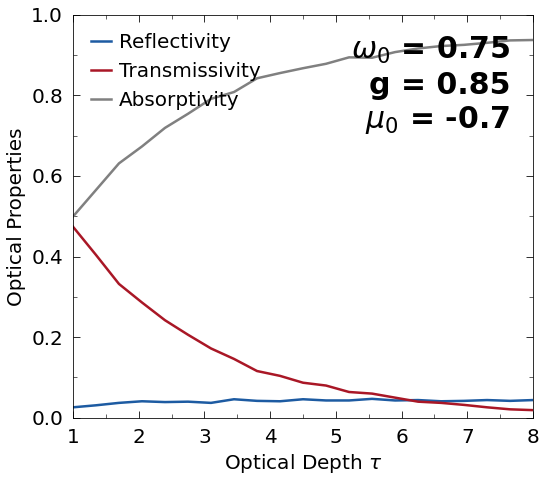 1.0
0.8
0.6
0.4
0.2
0.0
Optical Properties
Reflectivity
Transmissivity
Absorptivity
ω₀ = 0.75
g = 0.85
μ₀ = -0.7
1 2 3 4 5 6 7 8
Optical Depth τ